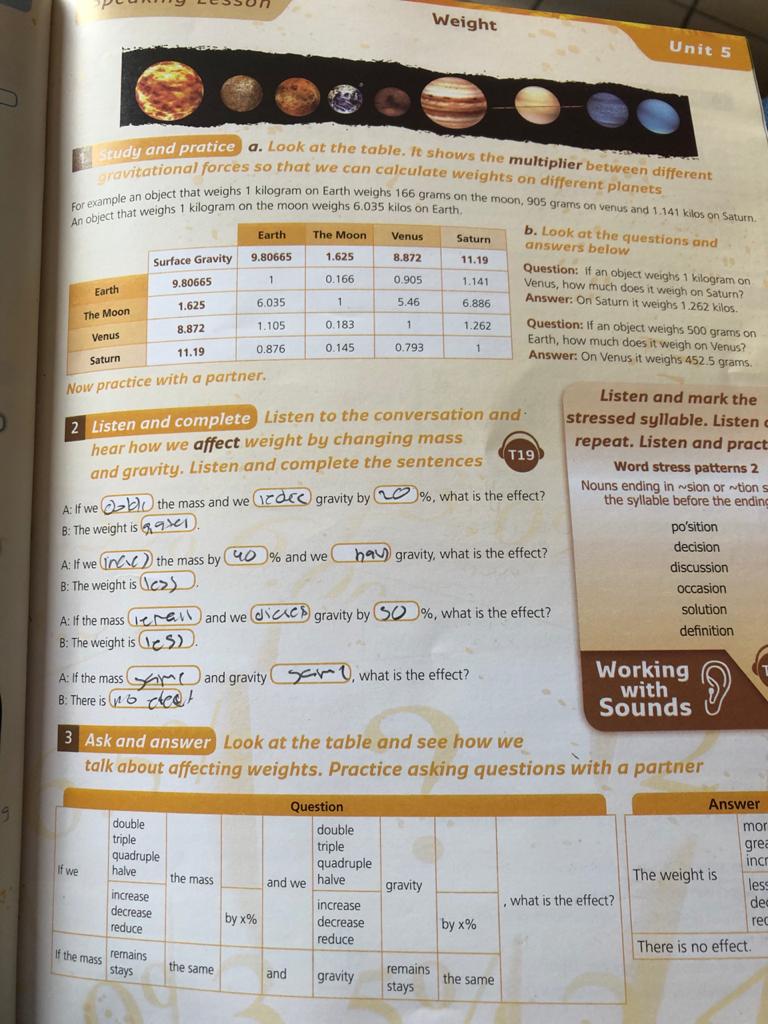 Speaking Lesson
Weight
Unit 5
1 Study and pratice a. Look at the table. It shows the multiplier between different
gravitational forces so that we can calculate weights on different planets
For example an object that weighs 1 kilogram on Earth weighs 166 grams on the moon, 905 grams on venus and 1.141 kilos on Saturn.
An object that weighs 1 kilogram on the moon weighs 6.035 kilos on Earth.
Earth The Moon Venus Saturn
Surface Gravity 9.80665 1.625 8.872 11.19
Earth 9.80665 1 0.166 0.905 1.141
The Moon 1.625 6.035 1 5.46 6.886
Venus 8.872 1.105 0.183 1 1.262
Saturn 11.19 0.876 0.145 0.793 1
b. Look at the questions and
answers below
Question: If an object weighs 1 kilogram on
Venus, how much does it weigh on Saturn?
Answer: On Saturn it weighs 1.262 kilos.
Question: If an object weighs 500 grams on
Earth, how much does it weigh on Venus?
Answer: On Venus it weighs 452.5 grams.
Now practice with a partner.
2 Listen and complete Listen to the conversation and
hear how we affect weight by changing mass
and gravity. Listen and complete the sentences
T19
A: If we the mass and we gravity by 20 %, what is the effect?
B: The weight is .
A: If we the mass by 40 % and we gravity, what is the effect?
B: The weight is less .
A: If the mass and we gravity by 50 %, what is the effect?
B: The weight is less .
A: If the mass same and gravity same , what is the effect?
B: There is no
Listen and mark the
stressed syllable. Listen
repeat. Listen and pract
Word stress patterns 2
Nouns ending in ~sion or ~tion s
the syllable before the ending
po'sition
decision
discussion
occasion
solution
definition
Working
with
Sounds
3 Ask and answer Look at the table and see how we
talk about affecting weights. Practice asking questions with a partner
Question
If we
double
triple
quadruple
halve
increase
decrease
reduce
the mass
by x%
and we
double
triple
quadruple
halve
increase
decrease
reduce
gravity
by x%
, what is the effect?
If the mass
remains
stays
the same
and
gravity
remains
stays
the same
Answer
The weight is
mor
grea
incr
less
dec
red
There is no effect.